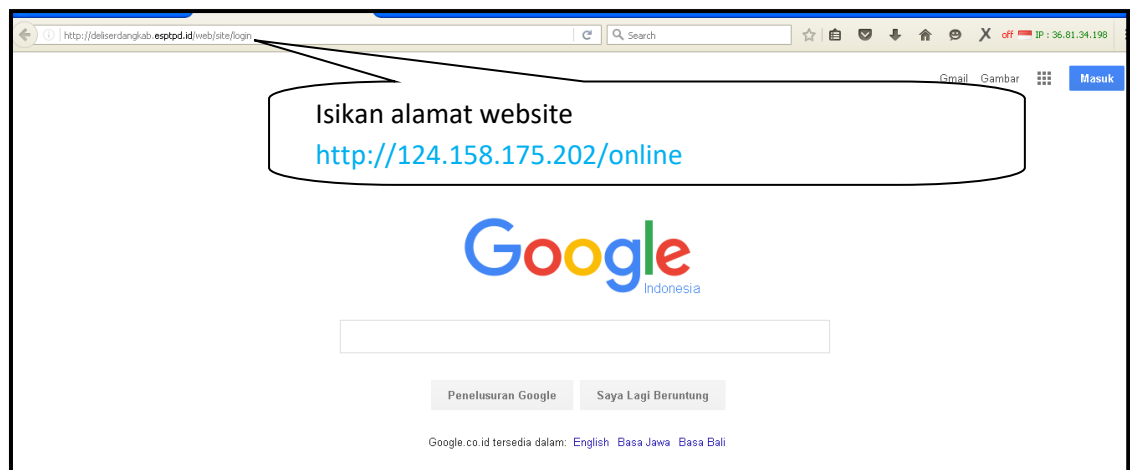 http://deliserdangkab.esptpd.id/web/site/login
Search
off IP : 36.81.34.198
Gmail Gambar Masuk
Isikan alamat website
http://124.158.175.202/online
Google
Indonesia
Penelusuran Google Saya Lagi Beruntung
Google.co.id tersedia dalam: English Basa Jawa Basa Bali